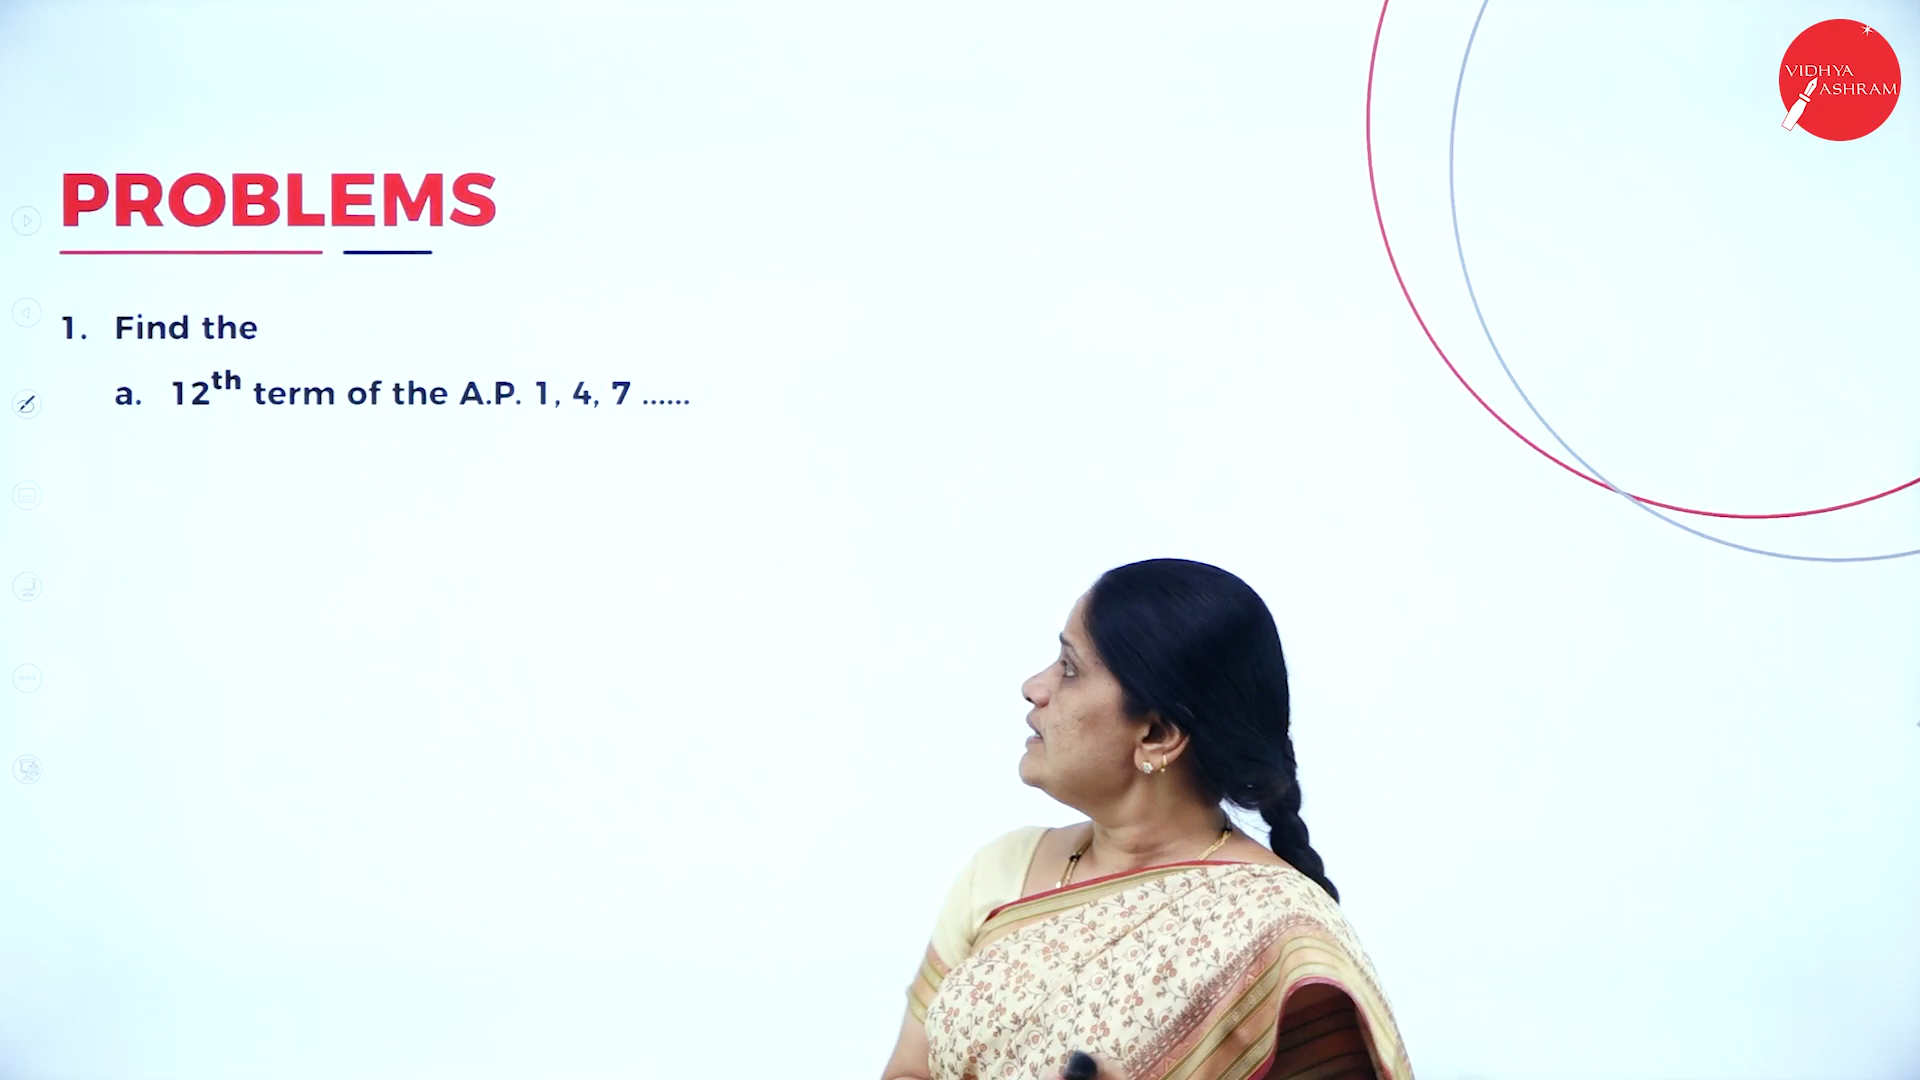 VIDHYA
ASHRAM
PROBLEMS
1. Find the
a. 12th term of the A.P. 1, 4, 7 ......